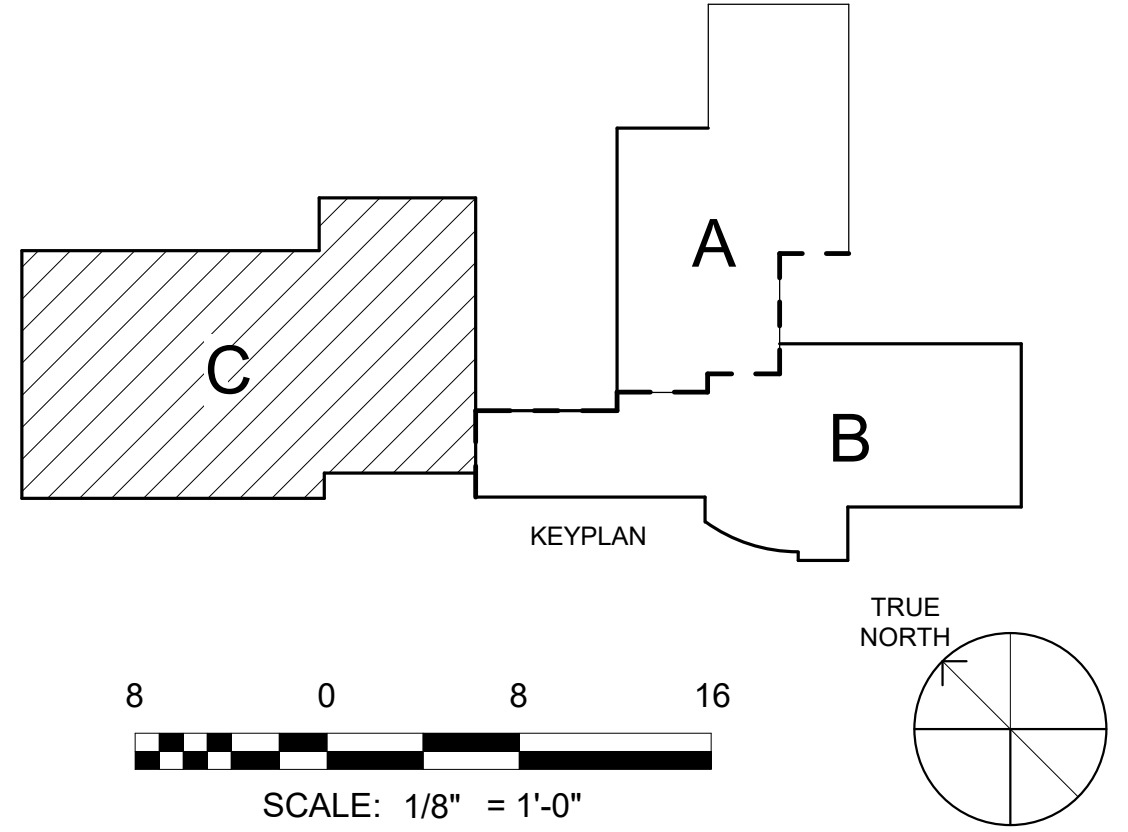 A
C
B
KEYPLAN
TRUE
NORTH
8 0 8 16
SCALE: 1/8" = 1'-0"